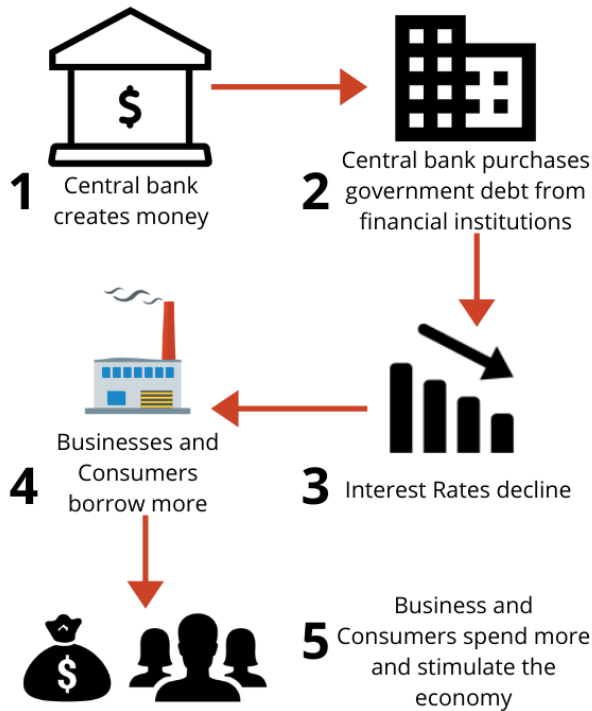 $
1
Central bank
creates money
2
Central bank purchases
government debt from
financial institutions
3
Interest Rates decline
4
Businesses and
Consumers
borrow more
$
5
Business and
Consumers spend more
and stimulate the
economy